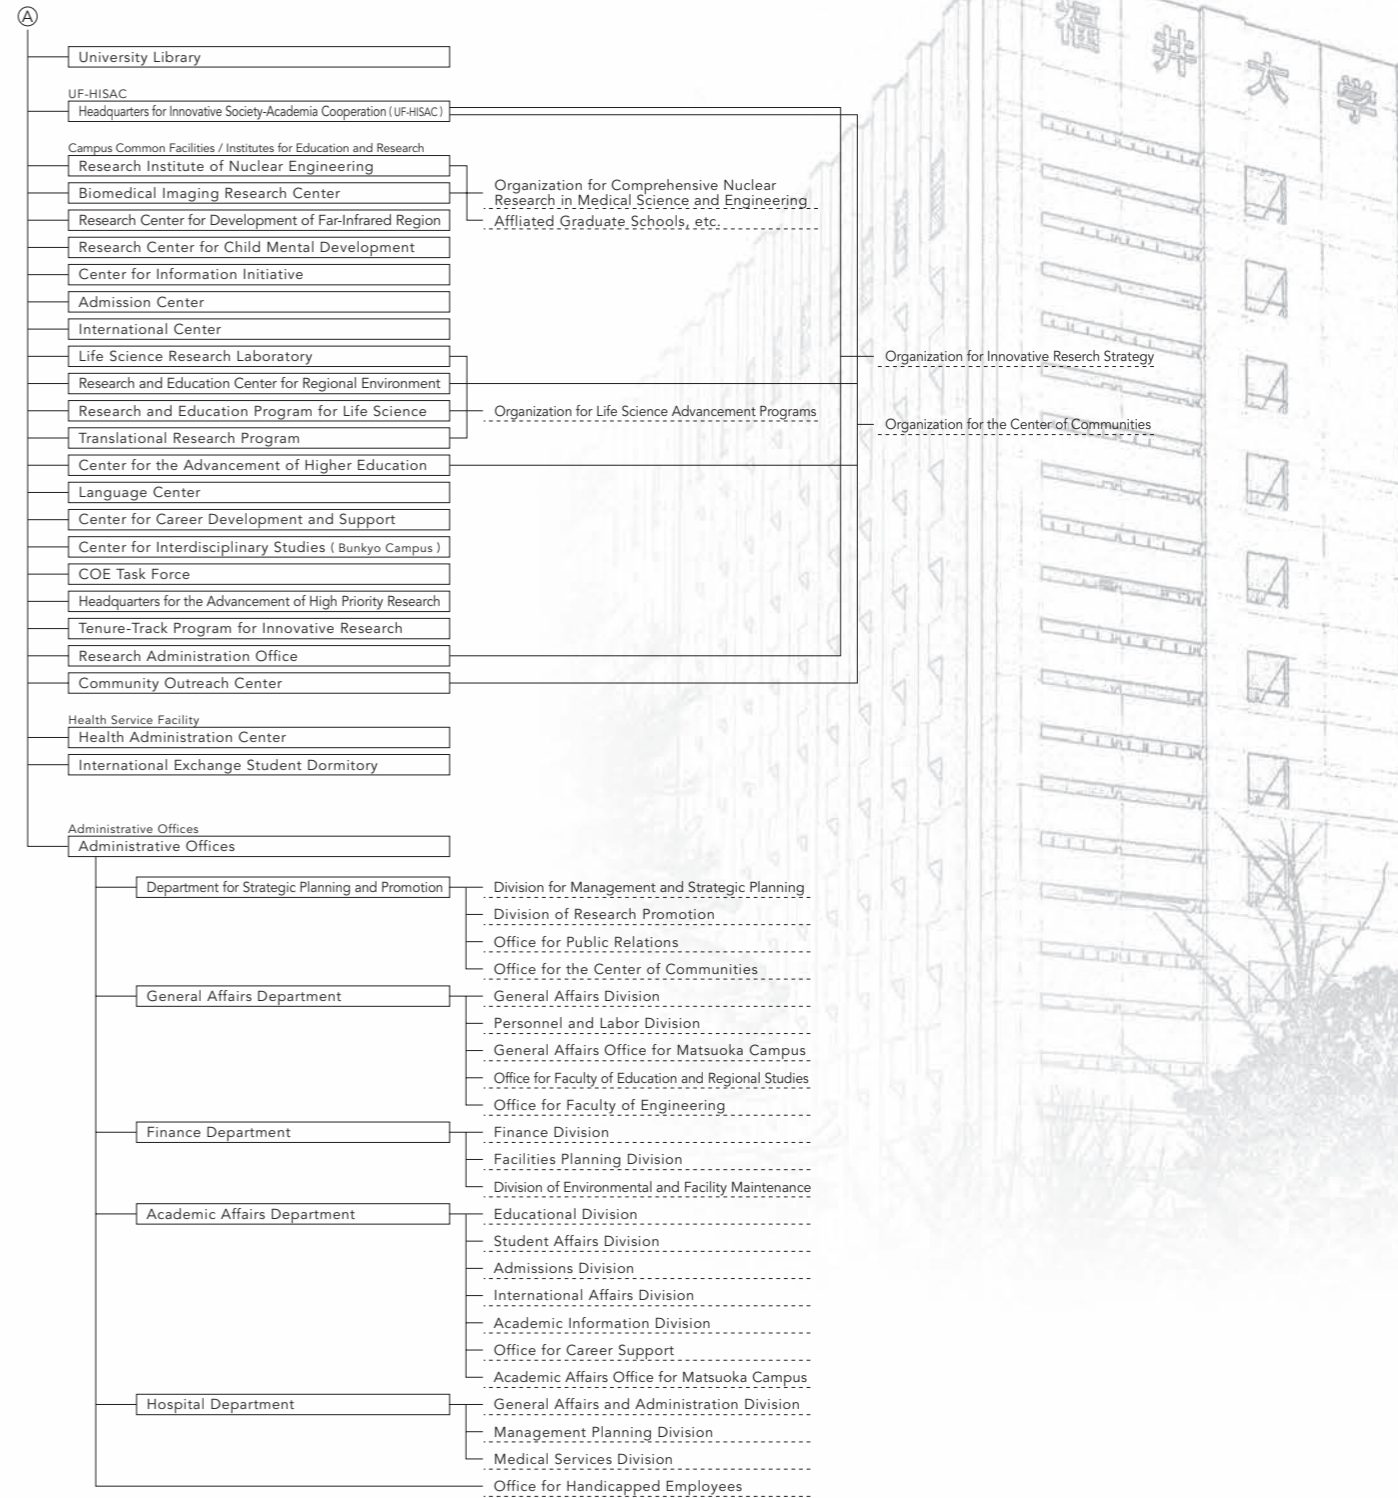 Ⓐ
University Library
UF-HISAC
Headquarters for Innovative Society-Academia Cooperation ( UF-HISAC )
Campus Common Facilities / Institutes for Education and Research
Research Institute of Nuclear Engineering
Biomedical Imaging Research Center
Research Center for Development of Far-Infrared Region
Organization for Comprehensive Nuclear
Research in Medical Science and Engineering
Affliated Graduate Schools, etc.
Research Center for Child Mental Development
Center for Information Initiative
Admission Center
International Center
Life Science Research Laboratory
Research and Education Center for Regional Environment
Research and Education Program for Life Science
Translational Research Program
Organization for Life Science Advancement Programs
Organization for Innovative Reserch Strategy
Organization for the Center of Communities
Center for the Advancement of Higher Education
Language Center
Center for Career Development and Support
Center for Interdisciplinary Studies ( Bunkyo Campus )
COE Task Force
Headquarters for the Advancement of High Priority Research
Tenure-Track Program for Innovative Research
Research Administration Office
Community Outreach Center
Health Service Facility
Health Administration Center
International Exchange Student Dormitory
Administrative Offices
Administrative Offices
Department for Strategic Planning and Promotion
Division for Management and Strategic Planning
Division of Research Promotion
Office for Public Relations
Office for the Center of Communities
General Affairs Department
General Affairs Division
Personnel and Labor Division
General Affairs Office for Matsuoka Campus
Office for Faculty of Education and Regional Studies
Office for Faculty of Engineering
Finance Department
Finance Division
Facilities Planning Division
Division of Environmental and Facility Maintenance
Academic Affairs Department
Educational Division
Student Affairs Division
Admissions Division
International Affairs Division
Academic Information Division
Office for Career Support
Academic Affairs Office for Matsuoka Campus
Hospital Department
General Affairs and Administration Division
Management Planning Division
Medical Services Division
Office for Handicapped Employees
福井大学